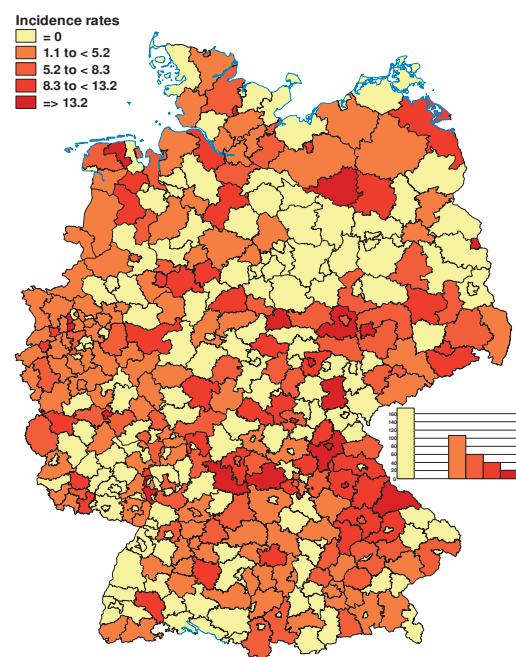 Incidence rates
= 0
1.1 to < 5.2
5.2 to < 8.3
8.3 to < 13.2
=> 13.2
160
140
120
100
80
60
40
20
0